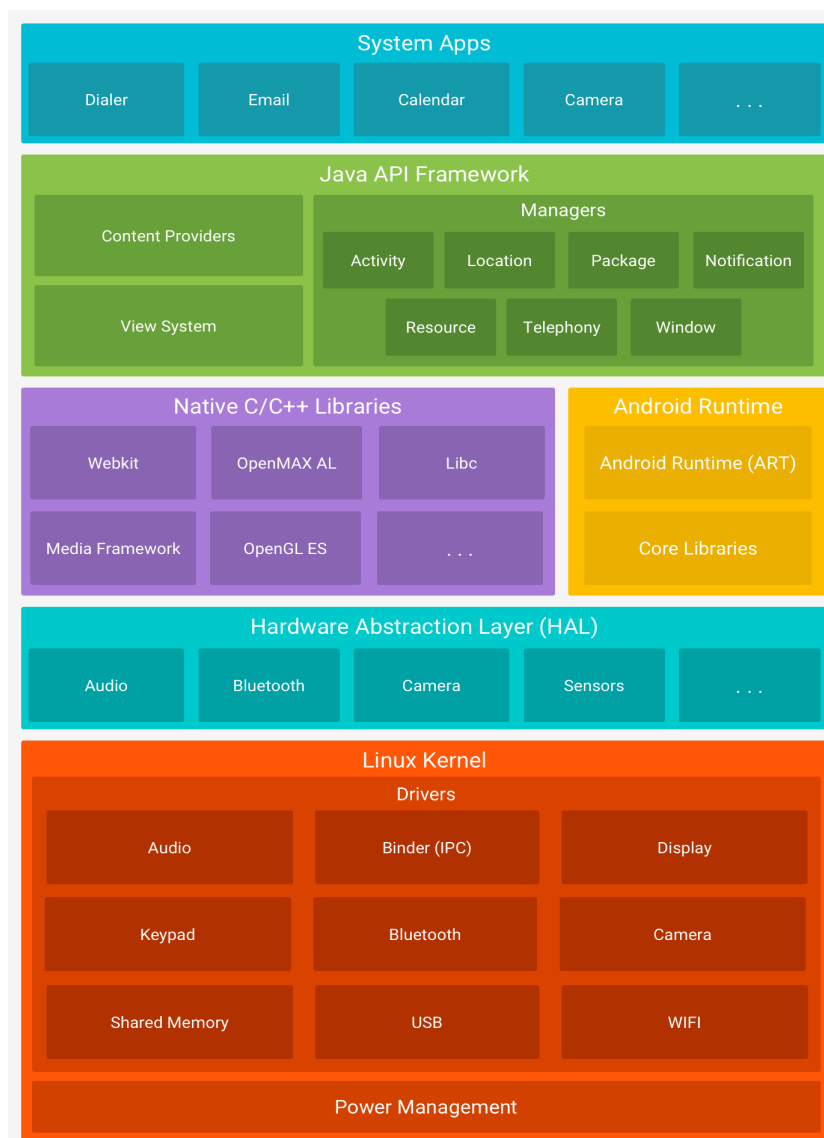 System Apps
Dialer
Email
Calendar
Camera
. . .
Java API Framework
Content Providers
View System
Managers
Activity
Location
Package
Notification
Resource
Telephony
Window
Native C/C++ Libraries
Webkit
OpenMAX AL
Libc
Media Framework
OpenGL ES
. . .
Android Runtime
Android Runtime (ART)
Core Libraries
Hardware Abstraction Layer (HAL)
Audio
Bluetooth
Camera
Sensors
. . .
Linux Kernel
Drivers
Audio
Binder (IPC)
Display
Keypad
Bluetooth
Camera
Shared Memory
USB
WIFI
Power Management